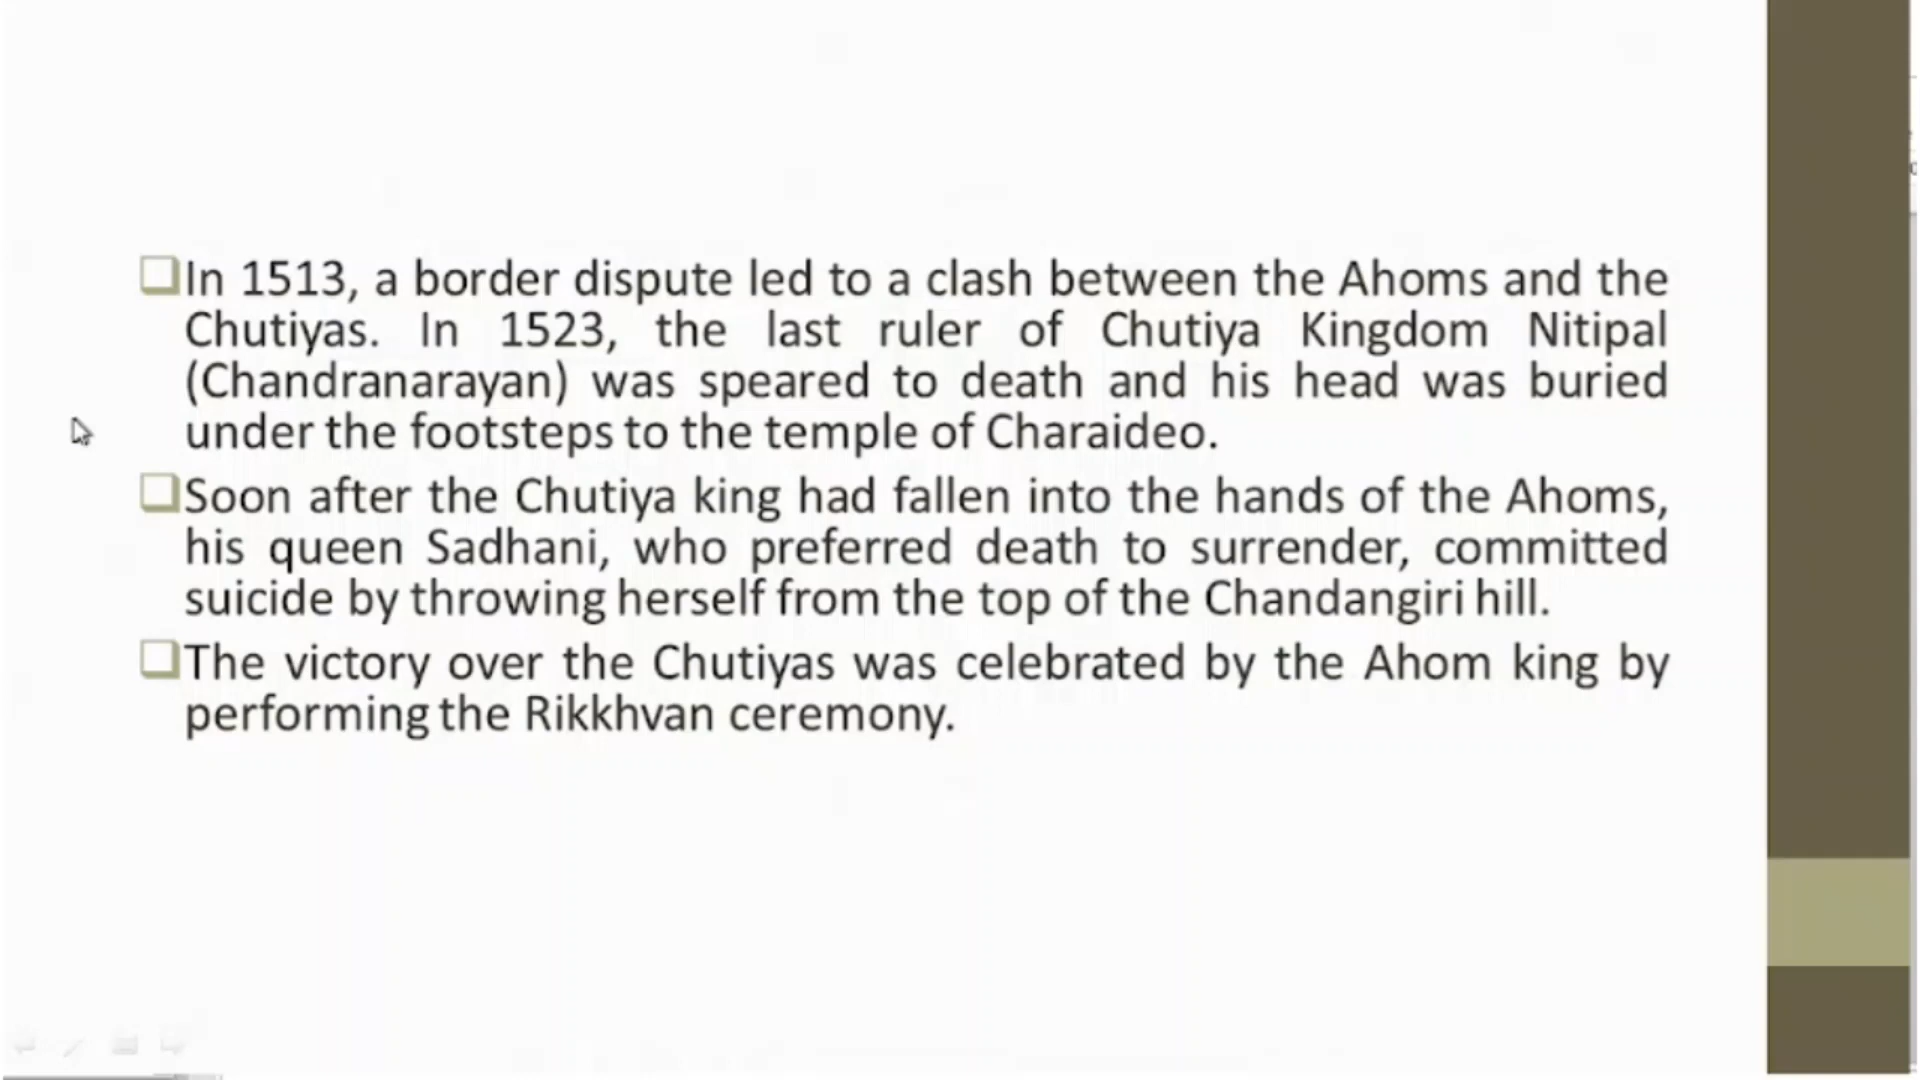 In 1513, a border dispute led to a clash between the Ahoms and the
Chutiyas. In 1523, the last ruler of Chutiya Kingdom Nitipal
(Chandranarayan) was speared to death and his head was buried
under the footsteps to the temple of Charaideo.
Soon after the Chutiya king had fallen into the hands of the Ahoms,
his queen Sadhani, who preferred death to surrender, committed
suicide by throwing herself from the top of the Chandangiri hill.
The victory over the Chutiyas was celebrated by the Ahom king by
performing the Rikkhvan ceremony.